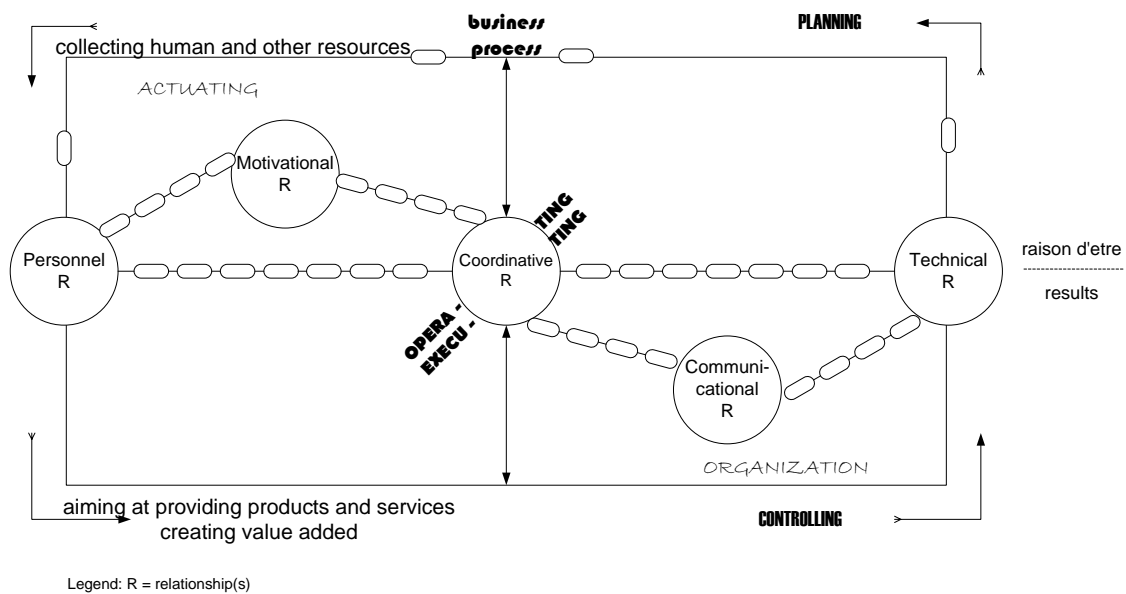 business
process
PLANNING
collecting human and other resources
ACTUATING
Motivational
R
TING
TING
Personnel
R
Coordinative
R
Technical
R
raison d'etre
results
OPERA -
EXECU -
Communi-
cational
R
ORGANIZATION
aiming at providing products and services
creating value added
CONTROLLING
Legend: R = relationship(s)